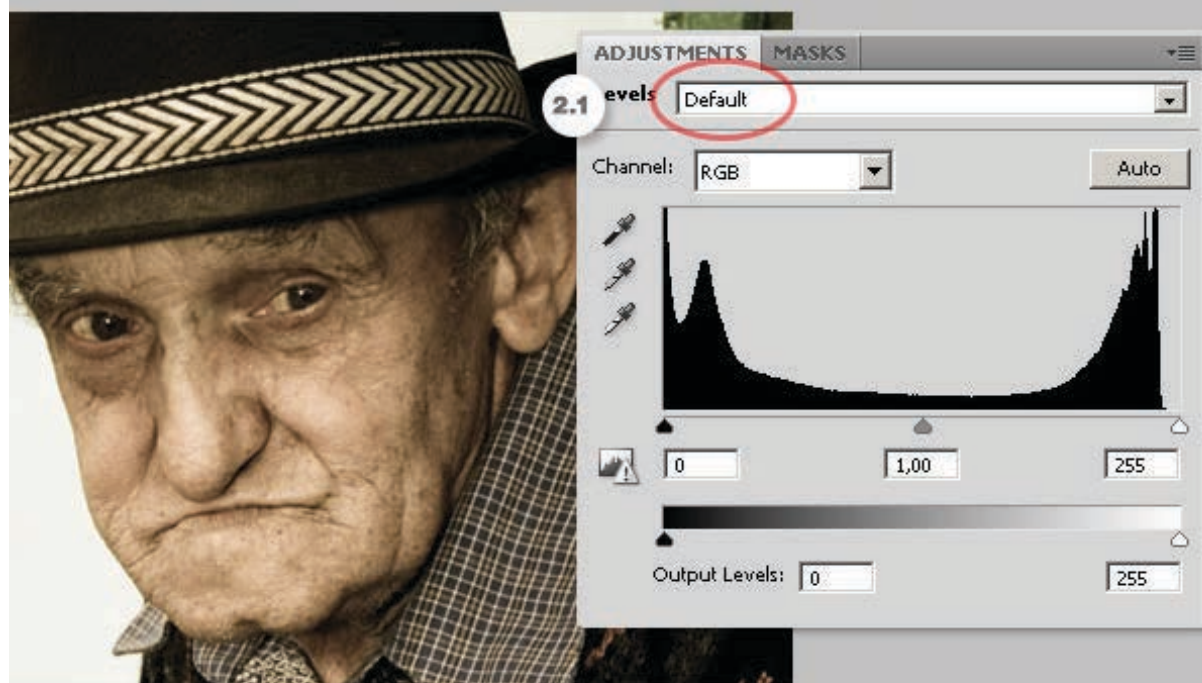 ADJUSTMENTS MASKS
2.1 evels Default
Channel: RGB Auto
0 1,00 255
Output Levels: 0 255